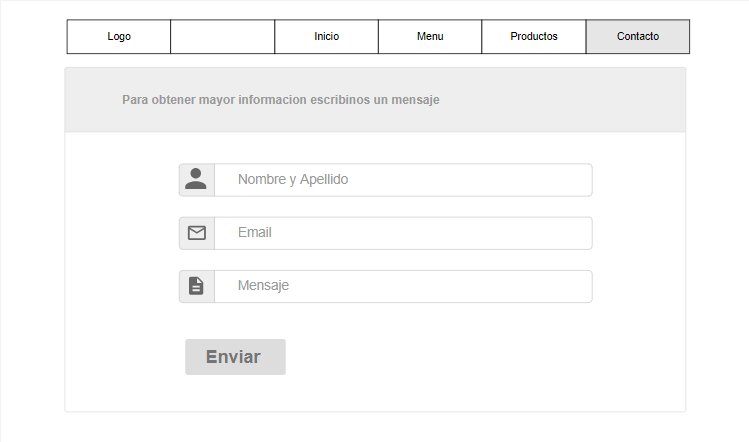 Logo Inicio Menu Productos Contacto
Para obtener mayor informacion escribinos un mensaje
Nombre y Apellido
Email
Mensaje
Enviar